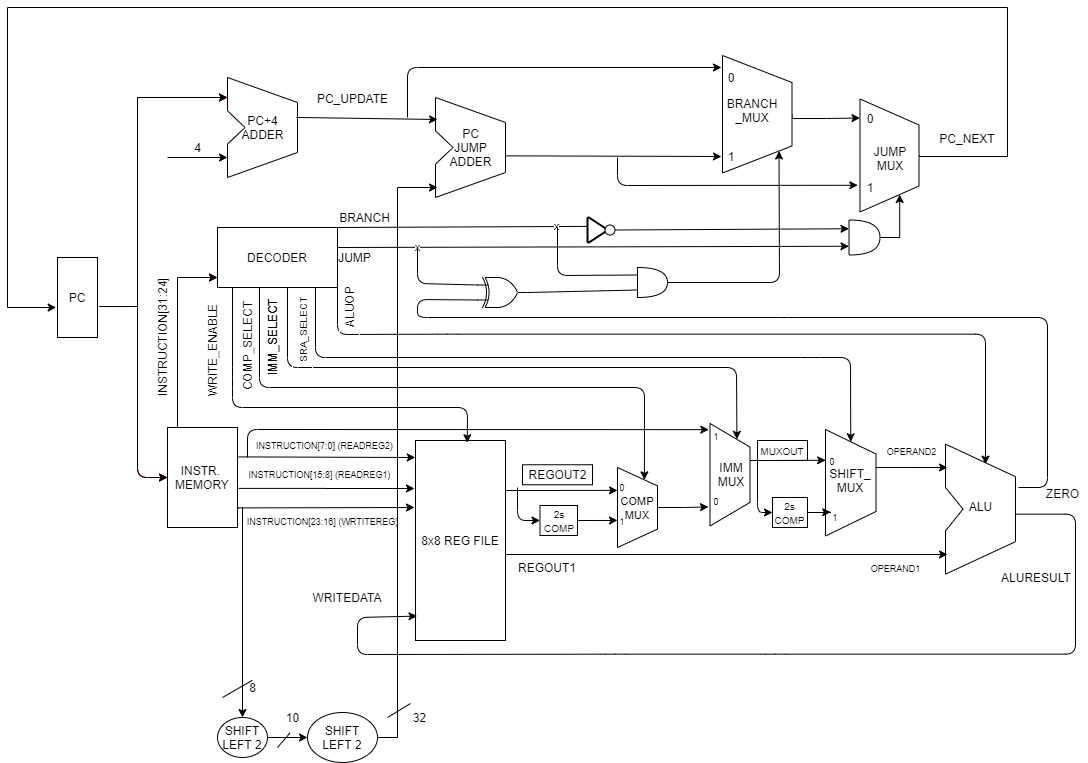 PC_UPDATE
PC+4
ADDER
4
PC
JUMP
ADDER
0
BRANCH
_MUX
1
0
JUMP
MUX
1
PC_NEXT
BRANCH
x
DECODER
JUMP
x
PC
INSTRUCTION[31:24]
WRITE_ENABLE
COMP_SELECT
IMM_SELECT
SRA_SELECT
ALUOP
INSTR.
MEMORY
INSTRUCTION[7:0] (READREG2)
INSTRUCTION[15:8] (READREG1)
INSTRUCTION[23:16] (WRTITEREG)
8x8 REG FILE
REGOUT2
2s
COMP
0
COMP
MUX
1
1
IMM
MUX
0
MUXOUT
2s
COMP
0
SHIFT_
MUX
1
OPERAND2
ALU
ZERO
REGOUT1
OPERAND1
ALURESULT
WRITEDATA
8
SHIFT
LEFT 2
10
SHIFT
LEFT 2
32